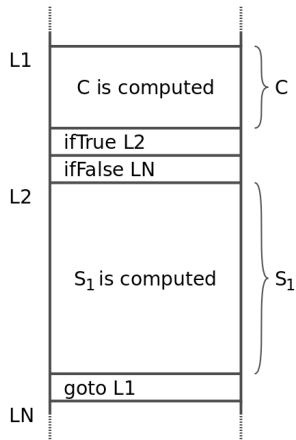 L1
C is computed
C
ifTrue L2
ifFalse LN
L2
S1 is computed
S1
goto L1
LN